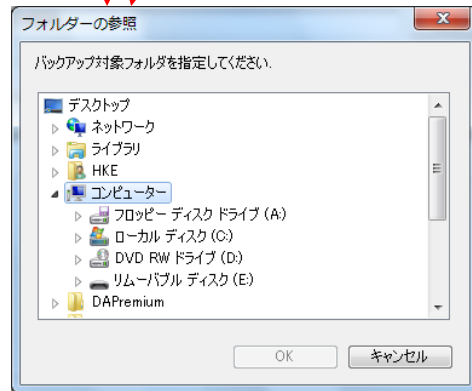 フォルダーの参照
バックアップ対象フォルダを指定してください.
デスクトップ
ネットワーク
ライブラリ
HKE
コンピューター
フロッピー ディスク ドライブ (A:)
ローカル ディスク (C:)
DVD RW ドライブ (D:)
リムーバブル ディスク (E:)
DAPremium
OK
キャンセル